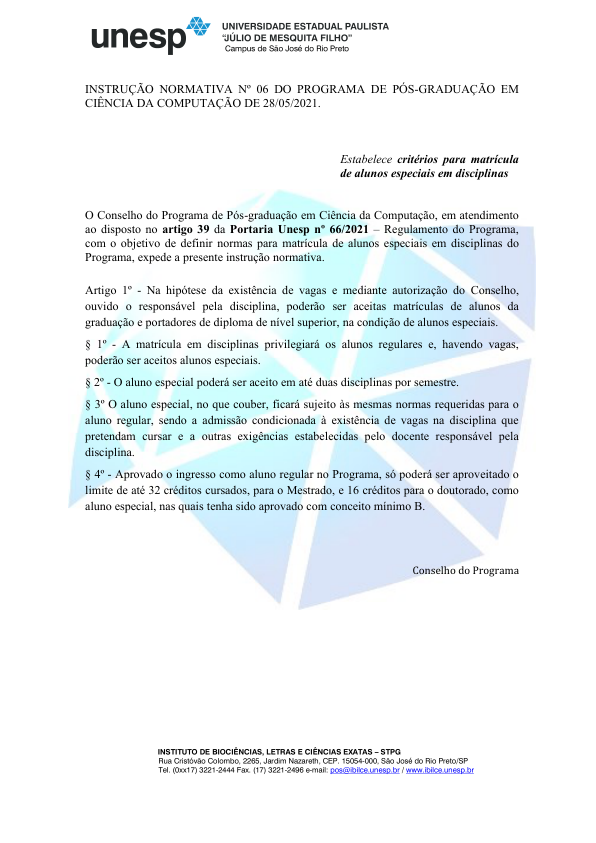 unesp
UNIVERSIDADE ESTADUAL PAULISTA
“JÚLIO DE MESQUITA FILHO”
Campus de São José do Rio Preto
INSTRUÇÃO NORMATIVA Nº 06 DO PROGRAMA DE PÓS-GRADUAÇÃO EM
CIÊNCIA DA COMPUTAÇÃO DE 28/05/2021.
Estabelece critérios para matrícula
de alunos especiais em disciplinas
O Conselho do Programa de Pós-graduação em Ciência da Computação, em atendimento
ao disposto no artigo 39 da Portaria Unesp nº 66/2021 – Regulamento do Programa,
com o objetivo de definir normas para matrícula de alunos especiais em disciplinas do
Programa, expede a presente instrução normativa.
Artigo 1º - Na hipótese da existência de vagas e mediante autorização do Conselho,
ouvido o responsável pela disciplina, poderão ser aceitas matrículas de alunos da
graduação e portadores de diploma de nível superior, na condição de alunos especiais.
§ 1º - A matrícula em disciplinas privilegiará os alunos regulares e, havendo vagas,
poderão ser aceitos alunos especiais.
§ 2º - O aluno especial poderá ser aceito em até duas disciplinas por semestre.
§ 3º O aluno especial, no que couber, ficará sujeito às mesmas normas requeridas para o
aluno regular, sendo a admissão condicionada à existência de vagas na disciplina que
pretendam cursar e a outras exigências estabelecidas pelo docente responsável pela
disciplina.
§ 4º - Aprovado o ingresso como aluno regular no Programa, só poderá ser aproveitado o
limite de até 32 créditos cursados, para o Mestrado, e 16 créditos para o doutorado, como
aluno especial, nas quais tenha sido aprovado com conceito mínimo B.
Conselho do Programa
INSTITUTO DE BIOCIÊNCIAS, LETRAS E CIÊNCIAS EXATAS – STPG
Rua Cristóvão Colombo, 2265, Jardim Nazareth, CEP. 15054-000, São José do Rio Preto/SP
Tel. (0xx17) 3221-2444 Fax. (17) 3221-2496 e-mail: pos@ibilce.unesp.br / www.ibilce.unesp.br